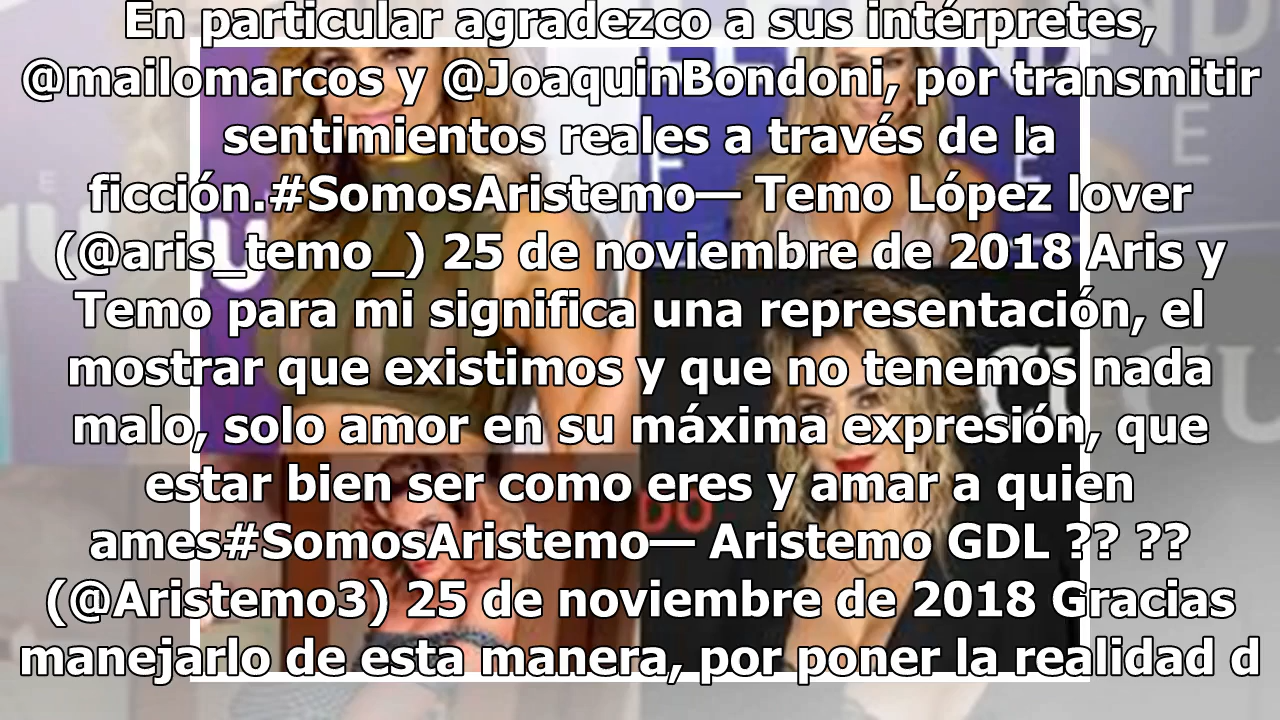 En particular agradezco a sus intérpretes,
@mailomarcos y @JoaquinBondoni, por transmitir
sentimientos reales a través de la
ficción.#SomosAristemo— Temo López lover
(@aris_temo_) 25 de noviembre de 2018 Aris y
Temo para mi significa una representación, el
mostrar que existimos y que no tenemos nada
malo, solo amor en su máxima expresión, que
estar bien ser como eres y amar a quien
ames#SomosAristemo— Aristemo GDL ?? ??
(@Aristemo3) 25 de noviembre de 2018 Gracias
manejarlo de esta manera, por poner la realidad d